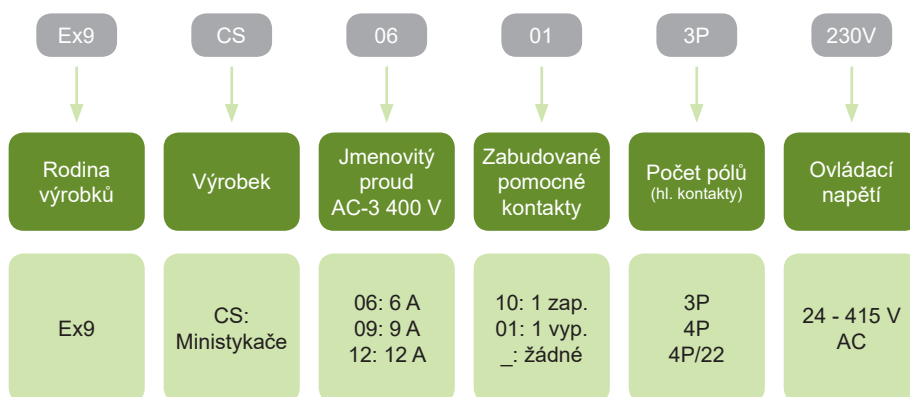 Ex9 CS 06 01 3P 230V
Rodina
výrobků
Výrobek
Jmenovitý
proud
AC-3 400 V
Zabudované
pomocné
kontakty
Počet pólů
(hl. kontakty)
Ovládací
napětí
Ex9
CS:
Ministykače
06: 6 A
09: 9 A
12: 12 A
10: 1 zap.
01: 1 vyp.
_: žádné
3P
4P
4P/22
24 - 415 V
AC